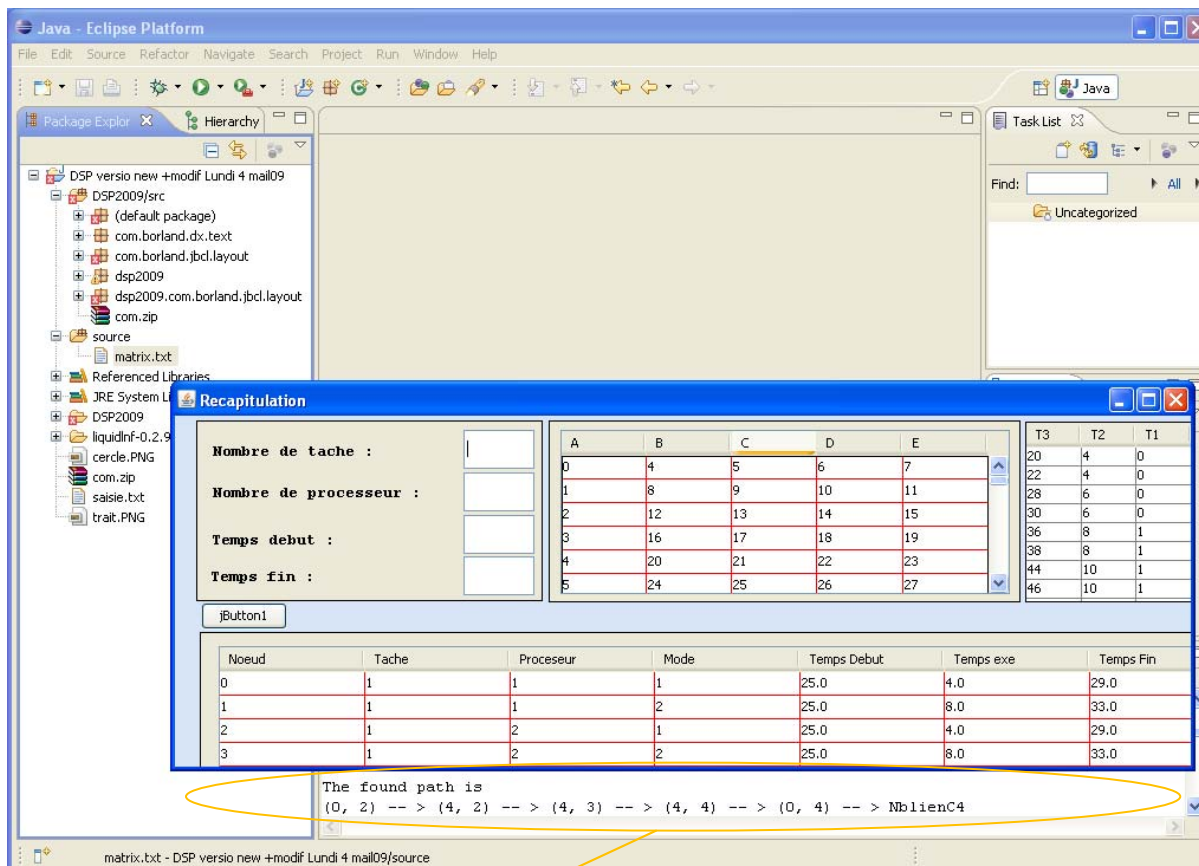 Java - Eclipse Platform
File Edit Source Refactor Navigate Search Project Run Window Help
Java
Package Explor
Hierarchy
DSP versio new +modif Lundi 4 mail09
DSP2009/src
(default package)
com.borland.dx.text
com.borland.jbcl.layout
dsp2009
dsp2009.com.borland.jbcl.layout
com.zip
source
matrix.txt
Referenced Libraries
JRE System Li
DSP2009
liquidlnf-0.2.9
cercle.PNG
com.zip
saisie.txt
trait.PNG
Task List
Find:
All
Uncategorized
Recapitulation
Nombre de tache :
Nombre de processeur :
Temps debut :
Temps fin :
A B C D E
0 4 5 6 7
1 8 9 10 11
2 12 13 14 15
3 16 17 18 19
4 20 21 22 23
5 24 25 26 27
T3 T2 T1
20 4 0
22 4 0
28 6 0
30 6 0
36 8 1
38 8 1
44 10 1
46 10 1
jButton1
Noeud Tache Proceseur Mode Temps Debut Temps exe Temps Fin
0 1 1 1 25.0 4.0 29.0
1 1 1 2 25.0 8.0 33.0
2 1 2 1 25.0 4.0 29.0
3 1 2 2 25.0 8.0 33.0
The found path is
(0, 2) -- > (4, 2) -- > (4, 3) -- > (4, 4) -- > (0, 4) -- > NblienC4
matrix.txt - DSP versio new +modif Lundi 4 mail09/source